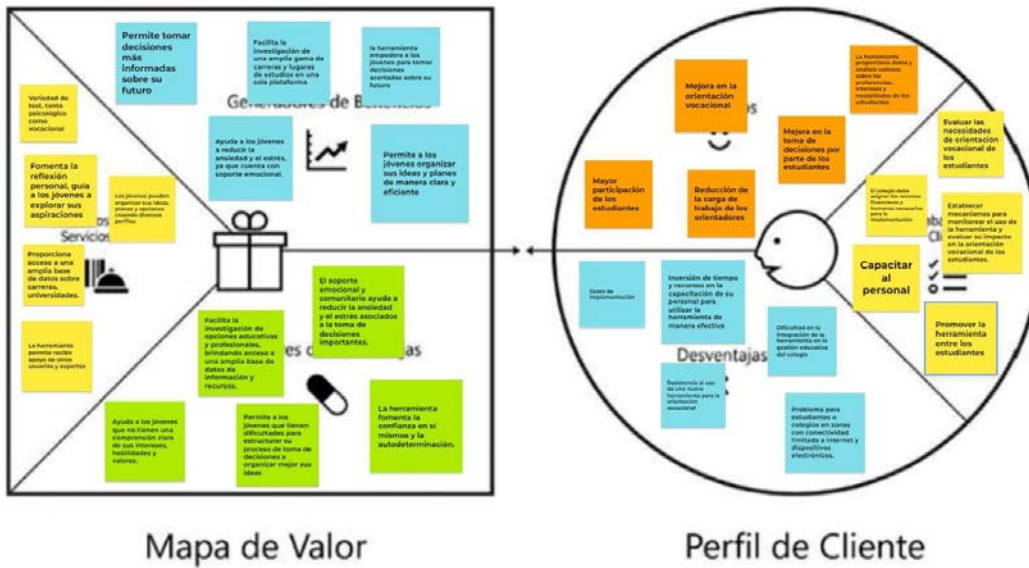 Permite tomar
decisiones
más
informadas
sobre su
futuro
Facilita la
investigación de
una amplia gama de
carreras y lugares
de estudios en una
sola plataforma
la herramienta
empodera a los
jóvenes para tomar
decisiones
acertadas sobre su
futuro
Generadores de Beneficios
Variedad de
test, tanto
psicológico
como
vocacional
Ayuda a los jóvenes
a reducir la
ansiedad y el estrés,
ya que cuenta con
soporte emocional.
Permite a los
jóvenes organizar
sus ideas y planes
de manera clara y
eficiente
Fomenta la
reflexión
personal, guía
a los jóvenes a
explorar sus
aspiraciones
Los jóvenes pueden
organizar sus ideas,
planes y opciones
creando diversos
perfiles
Servicios
Proporciona
acceso a una
amplia base
de datos sobre
carreras,
universidades.
La herramienta
permite recibir
apoyo de otros
usuarios y expertos
El soporte
emocional y
comunitario ayuda a
reducir la ansiedad
y el estrés asociados
a la toma de
decisiones
importantes.
Facilita la
investigación de
opciones educativas
y profesionales,
brindando acceso a
una amplia base de
datos de
información y
recursos.
Ayuda a los jóvenes
que no tienen una
comprensión clara
de sus intereses,
habilidades y
valores.
Permite a los
jóvenes que tienen
dificultades para
estructurar su
proceso de toma de
decisiones a
organizar mejor sus
ideas
La herramienta
fomenta la
confianza en sí
mismos y la
autodeterminación.
Mapa de Valor
Mejora en la
orientación
vocacional
La herramienta
proporciona datos y
análisis valiosos
sobre las
preferencias,
intereses y
necesidades de los
estudiantes
Mejora en la
toma de
decisiones por
parte de los
estudiantes
Mayor
participación
de los
estudiantes
Reducción de
la carga de
trabajo de los
orientadores
Evaluar las
necesidades de
orientación
vocacional de
los
estudiantes
El colegio debe
asignar los recursos
financieros y
humanos necesarios
para la
implementación
Establecer
mecanismos para
monitorear el uso de
la herramienta y
evaluar su impacto
en la orientación
vocacional de los
estudiantes.
Capacitar
al
personal
Promover la
herramienta
entre los
estudiantes
Costo de
implementación
Inversión de tiempo
y recursos en la
capacitación de su
personal para
utilizar la
herramienta de
manera efectiva
Dificultad en la
integración de la
herramienta en la
gestión educativa
del colegio
Desventajas
Resistencia al uso
de una nueva
herramienta para la
orientación
vocacional
Problema para
estudiantes o
colegios en zonas
con conectividad
limitada a internet y
dispositivos
electrónicos.
Perfil de Cliente